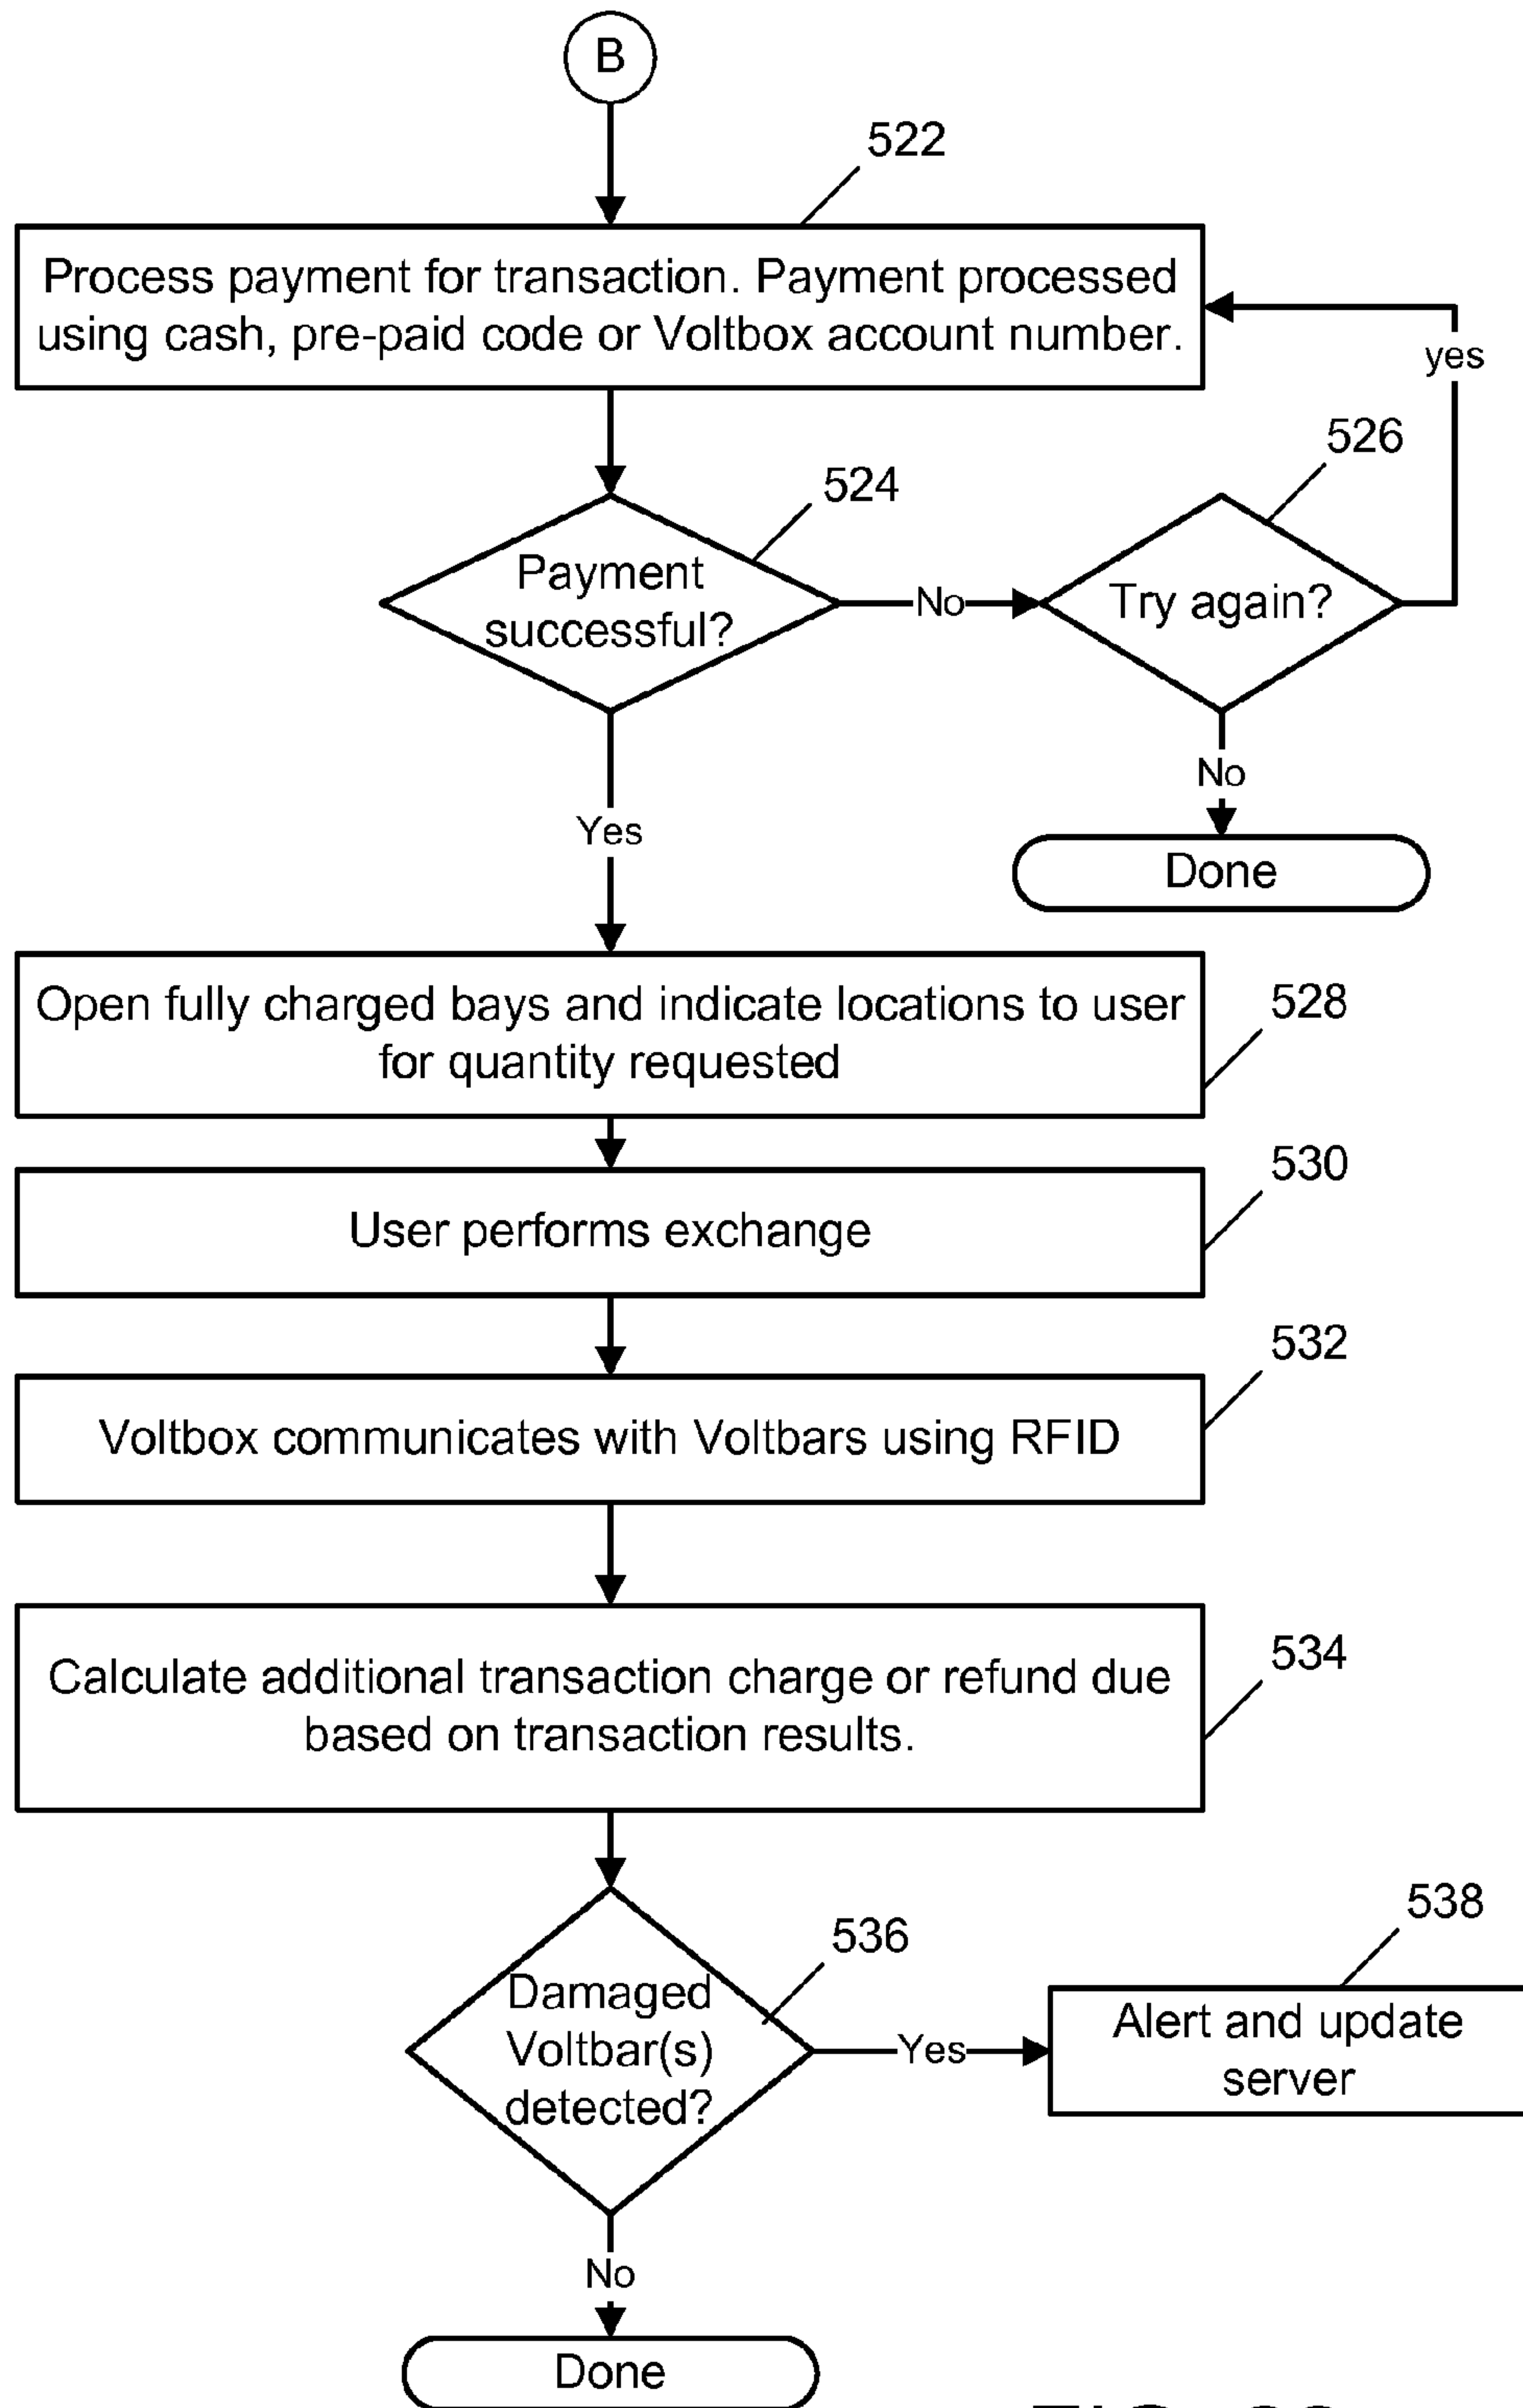 B
522
Process payment for transaction. Payment processed
using cash, pre-paid code or Voltbox account number.
yes
526
524
Payment
successful?
No
Try again?
No
Yes
Done
Open fully charged bays and indicate locations to user
for quantity requested
528
530
User performs exchange
532
Voltbox communicates with Voltbars using RFID
534
Calculate additional transaction charge or refund due
based on transaction results.
538
536
Damaged
Voltbar(s)
detected?
Yes
Alert and update
server
No
Done